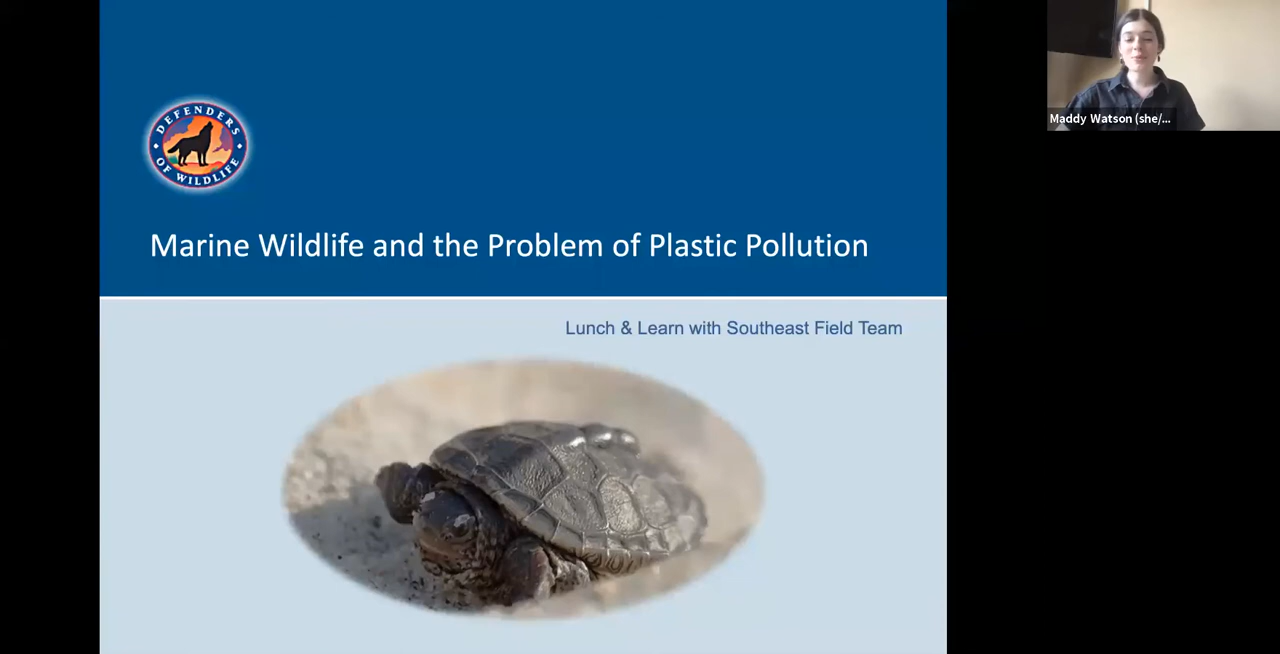 DEFENDERS
OF WILDLIFE
Marine Wildlife and the Problem of Plastic Pollution
Lunch & Learn with Southeast Field Team
Maddy Watson (she/...